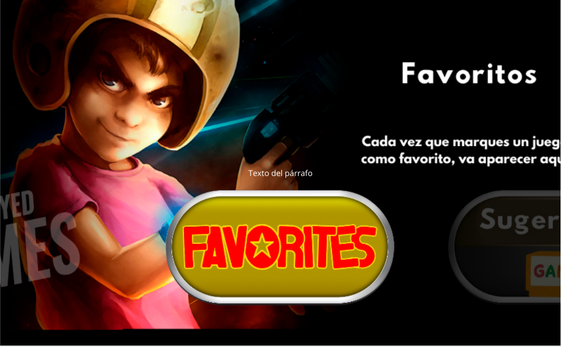 Favoritos
Cada vez que marques un jueg
como favorito, va aparecer aqu
Texto del párrafo
YED
MES
FAVORITES
Suger
GAM